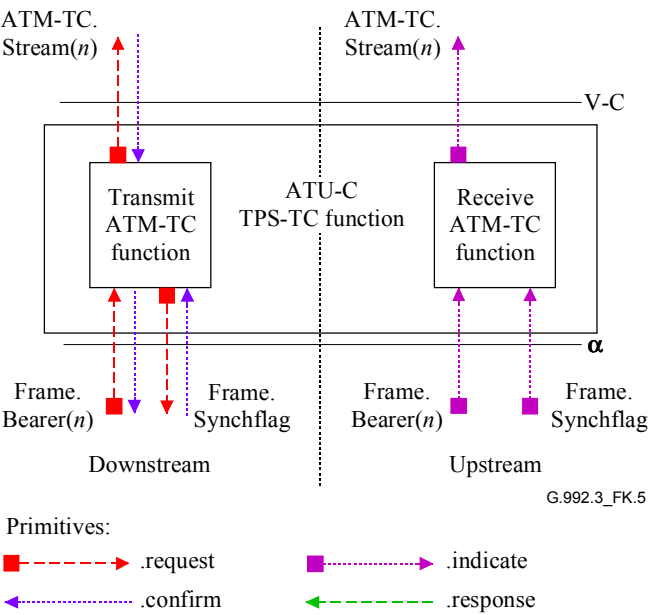 ATM-TC.
Stream(n)
ATM-TC.
Stream(n)
V-C
Transmit
ATM-TC
function
ATU-C
TPS-TC function
Receive
ATM-TC
function
α
Frame.
Bearer(n)
Frame.
Synchflag
Frame.
Bearer(n)
Frame.
Synchflag
Downstream
Upstream
G.992.3_FK.5
Primitives:
.request
.indicate
.confirm
.response